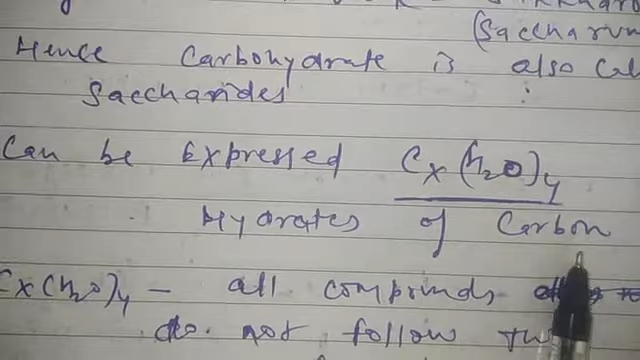 (Saccharum
Hence Carbohydrate is also Cal
Saccharides
Can be Expressed Cx(h2O)y
Hydrates of Carbon
Cx(h2O)y - all compounds
do not follow